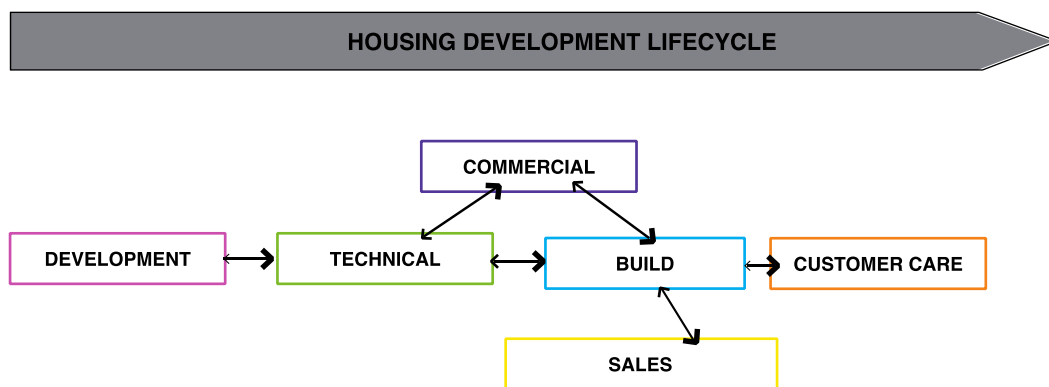 HOUSING DEVELOPMENT LIFECYCLE
COMMERCIAL
DEVELOPMENT
TECHNICAL
BUILD
CUSTOMER CARE
SALES